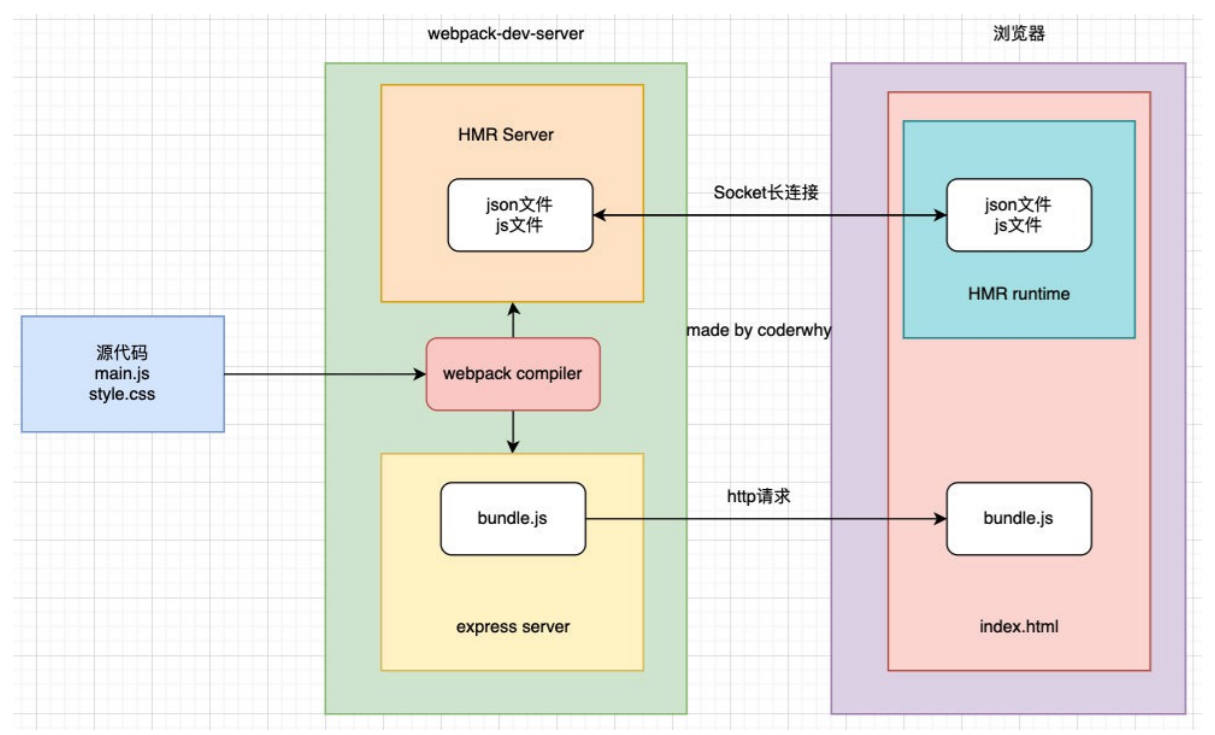 webpack-dev-server
浏览器
HMR Server
json文件
js文件
Socket长连接
json文件
js文件
HMR runtime
made by coderwhy
源代码
main.js
style.css
webpack compiler
bundle.js
http请求
bundle.js
express server
index.html